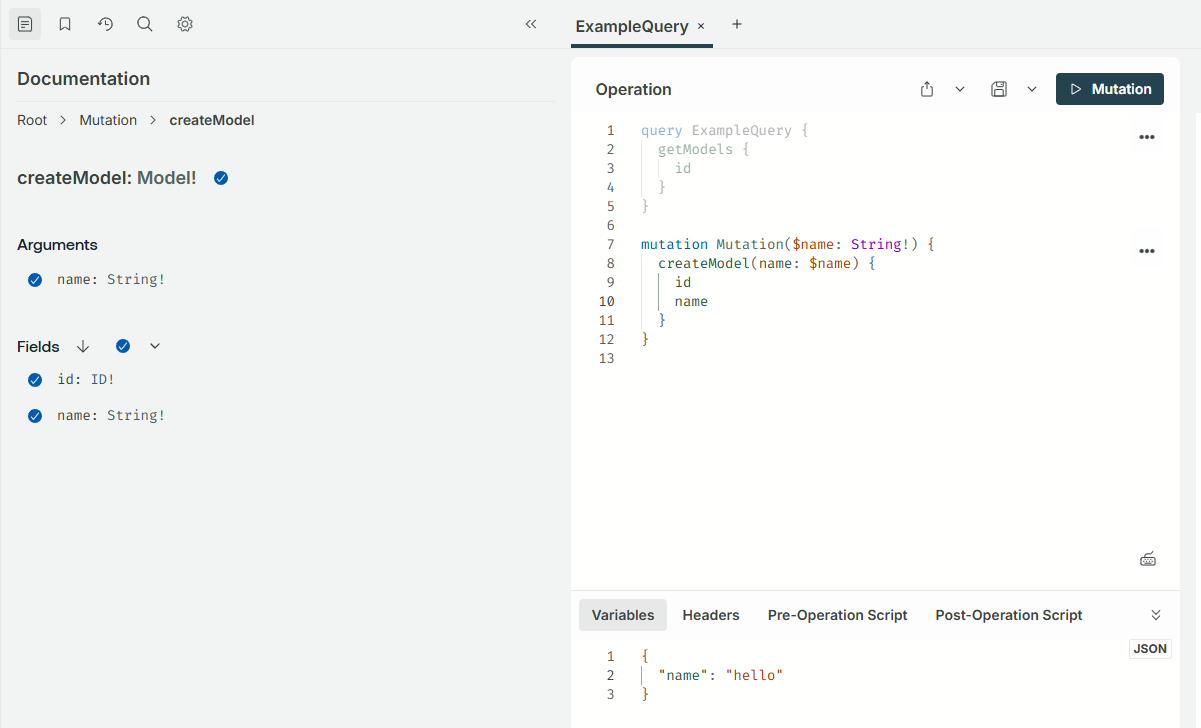 Documentation
Root > Mutation > createModel
createModel: Model!
Arguments
name: String!
Fields
id: ID!
name: String!
ExampleQuery × +
Operation
Mutation
1 query ExampleQuery {
2 getModels {
3 id
4 }
5 }
6
7 mutation Mutation($name: String!) {
8 createModel(name: $name) {
9 id
10 name
11 }
12 }
13
Variables Headers Pre-Operation Script Post-Operation Script
JSON
1 {
2 "name": "hello"
3 }